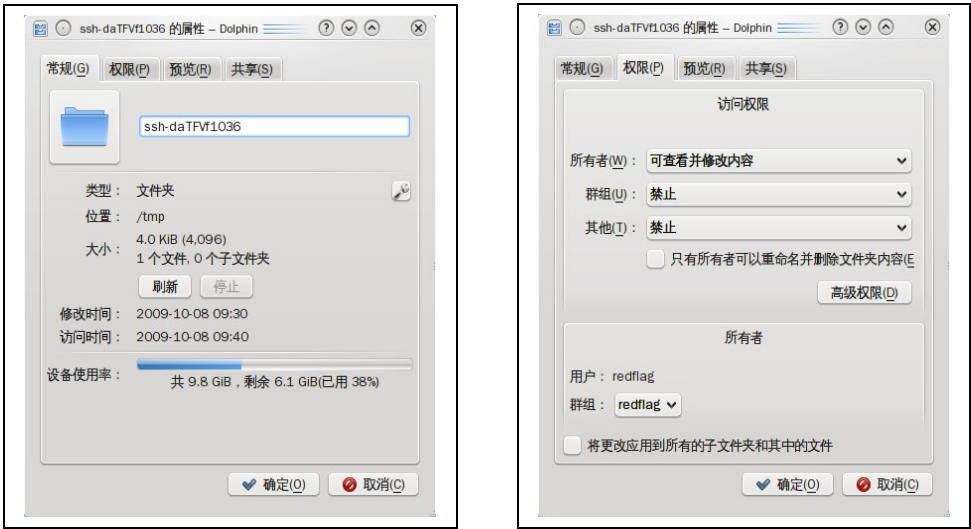 ssh-daTFVf1036 的属性 – Dolphin
常规(G) 权限(P) 预览(R) 共享(S)
ssh-daTFVf1036
类型： 文件夹
位置： /tmp
大小： 4.0 KiB (4,096)
1 个文件, 0 个子文件夹
刷新 停止
修改时间： 2009-10-08 09:30
访问时间： 2009-10-08 09:40
设备使用率：
共 9.8 GiB，剩余 6.1 GiB(已用 38%)
确定(O) 取消(C)
ssh-daTFVf1036 的属性 – Dolphin
常规(G) 权限(P) 预览(R) 共享(S)
访问权限
所有者(W)： 可查看并修改内容
群组(U)： 禁止
其他(T)： 禁止
只有所有者可以重命名并删除文件夹内容(E
高级权限(D)
所有者
用户： redflag
群组： redflag
将更改应用到所有的子文件夹和其中的文件
确定(O) 取消(C)